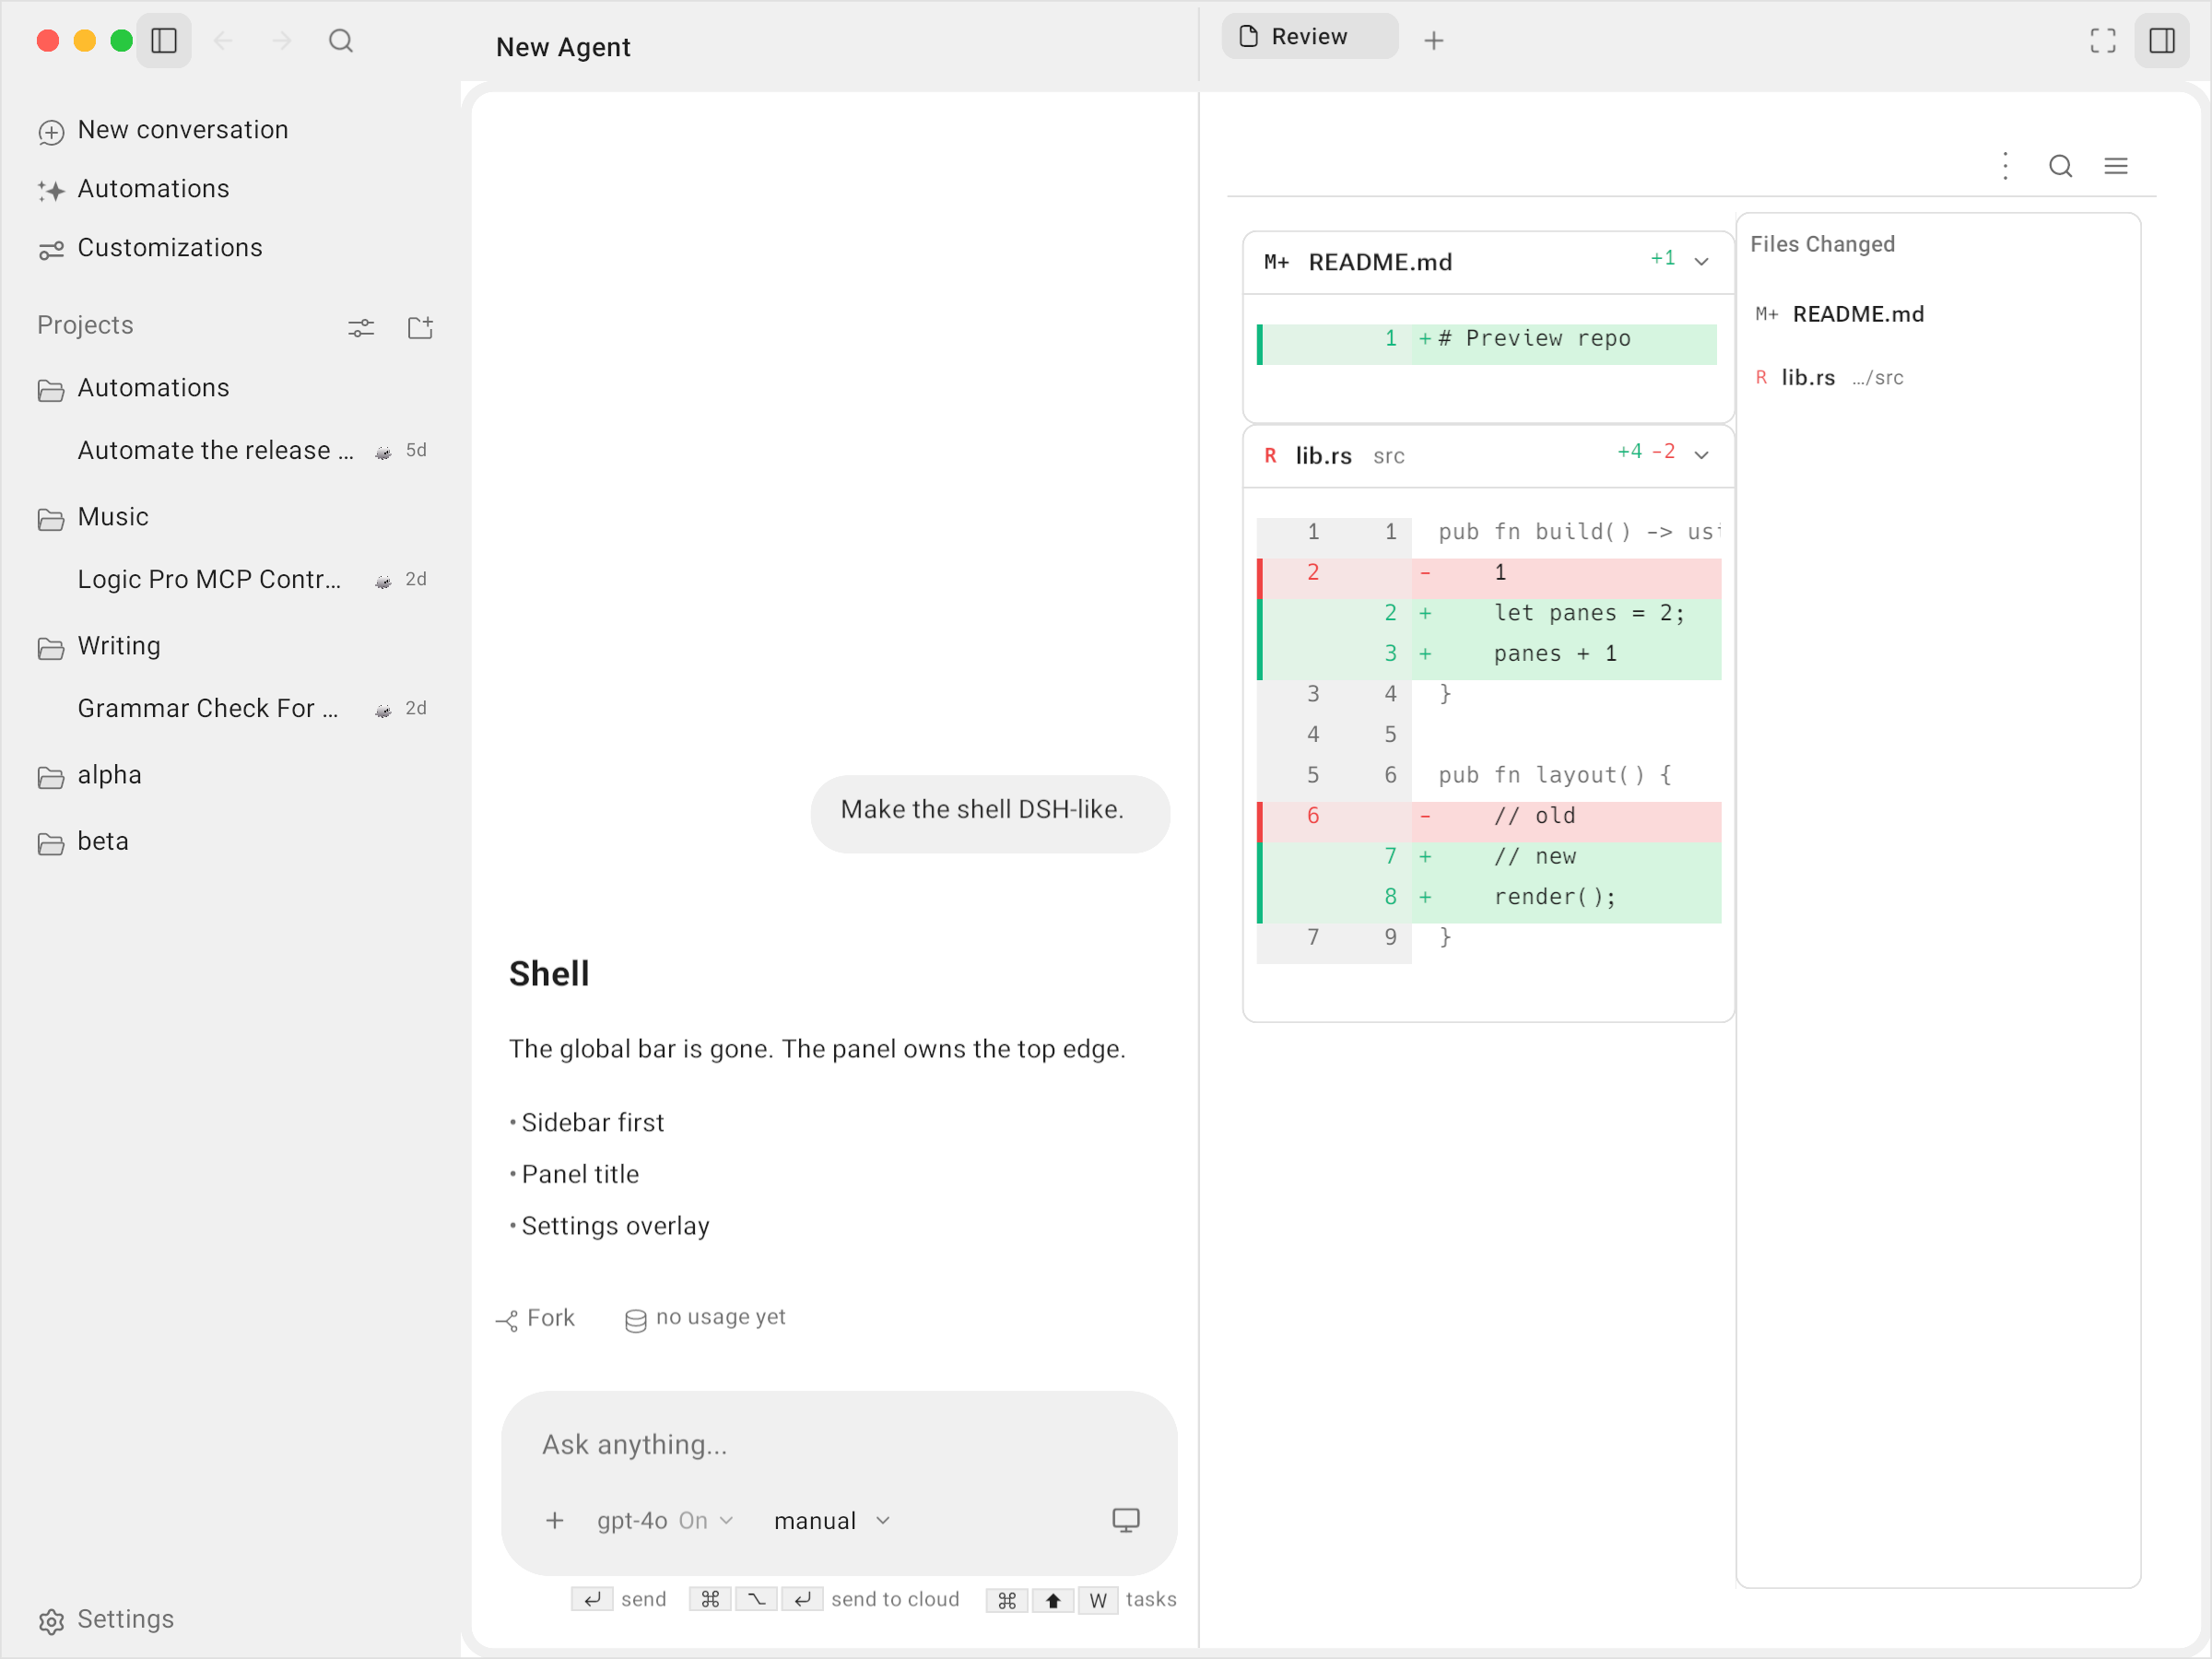 New Agent
Review
New conversation
Automations
Customizations
Projects
Automations
Automate the release ... 5d
Music
Logic Pro MCP Contr... 2d
Writing
Grammar Check For ... 2d
alpha
beta
Settings
Make the shell DSH-like.
Shell
The global bar is gone. The panel owns the top edge.
• Sidebar first
• Panel title
• Settings overlay
Fork no usage yet
Ask anything...
+ gpt-4o On manual
send ⌘ ⌥ send to cloud ⌘ W tasks
M+ README.md +1
1 + # Preview repo
R lib.rs src +4 -2
1 1 pub fn build() -> us
2 - 1
2 + let panes = 2;
3 + panes + 1
3 4 }
4 5
5 6 pub fn layout() {
6 - // old
7 + // new
8 + render();
7 9 }
Files Changed
M+ README.md
R lib.rs .../src